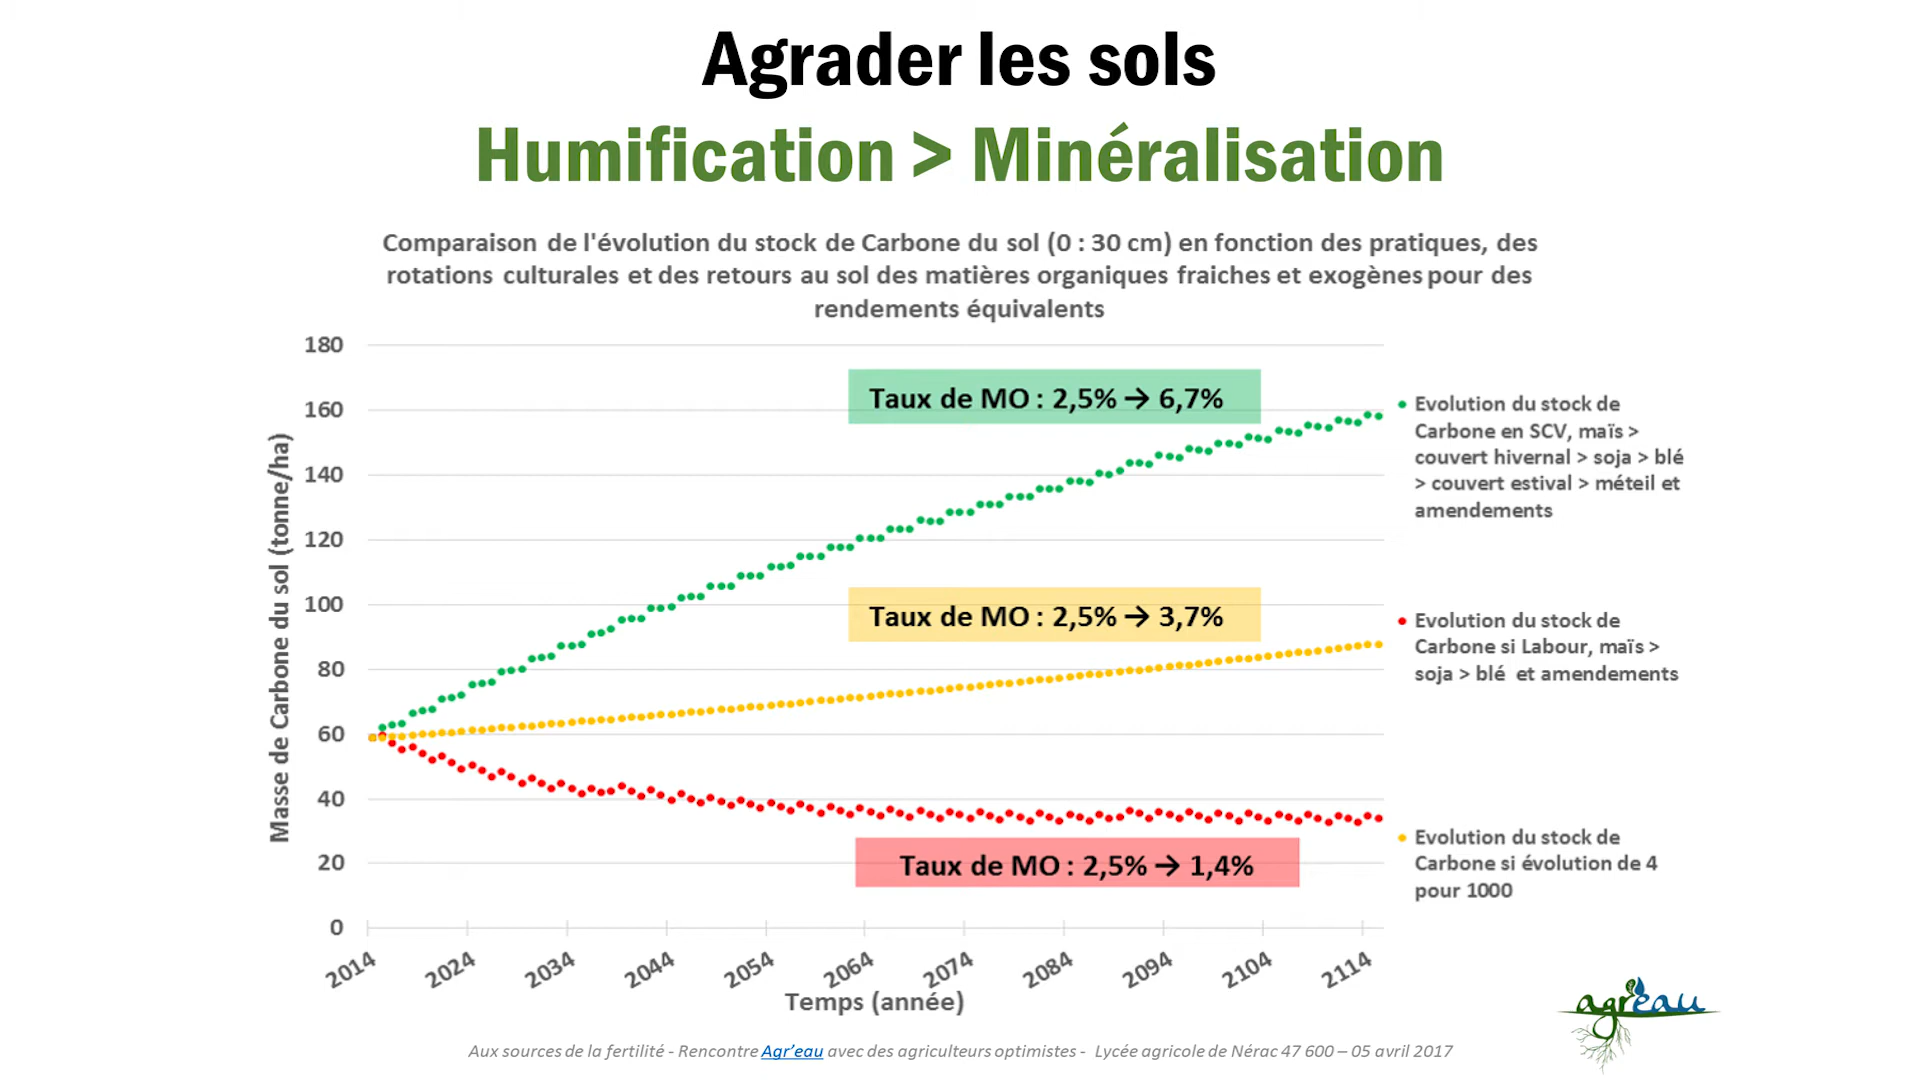 Agrader les sols
Humification > Minéralisation
Comparaison de l'évolution du stock de Carbone du sol (0 : 30 cm) en fonction des pratiques, des
rotations culturales et des retours au sol des matières organiques fraiches et exogènes pour des
rendements équivalents
Masse de Carbone du sol (tonne/ha)
180
160
140
120
100
80
60
40
20
0
Taux de MO : 2,5% → 6,7%
Taux de MO : 2,5% → 3,7%
Taux de MO : 2,5% → 1,4%
Evolution du stock de
Carbone en SCV, maïs >
couvert hivernal > soja > blé
> couvert estival > méteil et
amendements
Evolution du stock de
Carbone si Labour, maïs >
soja > blé et amendements
Evolution du stock de
Carbone si évolution de 4
pour 1000
2014
2024
2034
2044
2054
2064
2074
2084
2094
2104
2114
Temps (année)
agr'eau
Aux sources de la fertilité - Rencontre Agr’eau avec des agriculteurs optimistes - Lycée agricole de Nérac 47 600 – 05 avril 2017